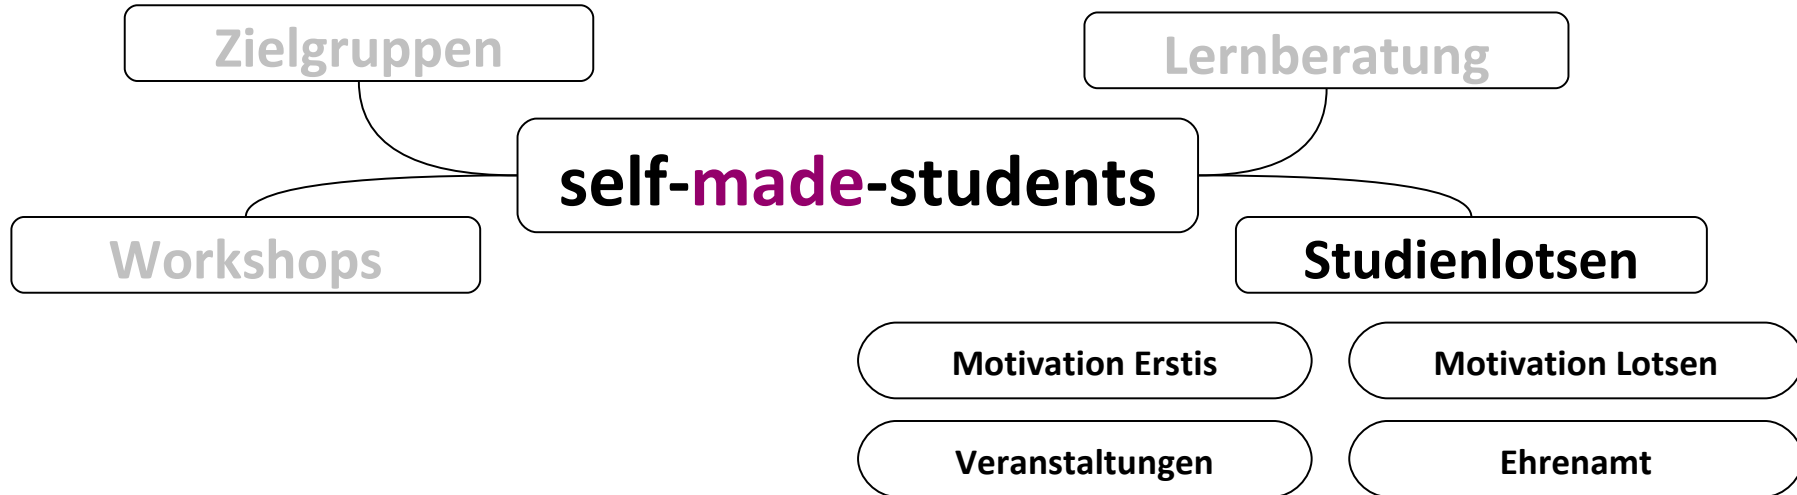 Zielgruppen
Lernberatung
self-made-students
Workshops
Studienlotsen
Motivation Erstis
Motivation Lotsen
Veranstaltungen
Ehrenamt